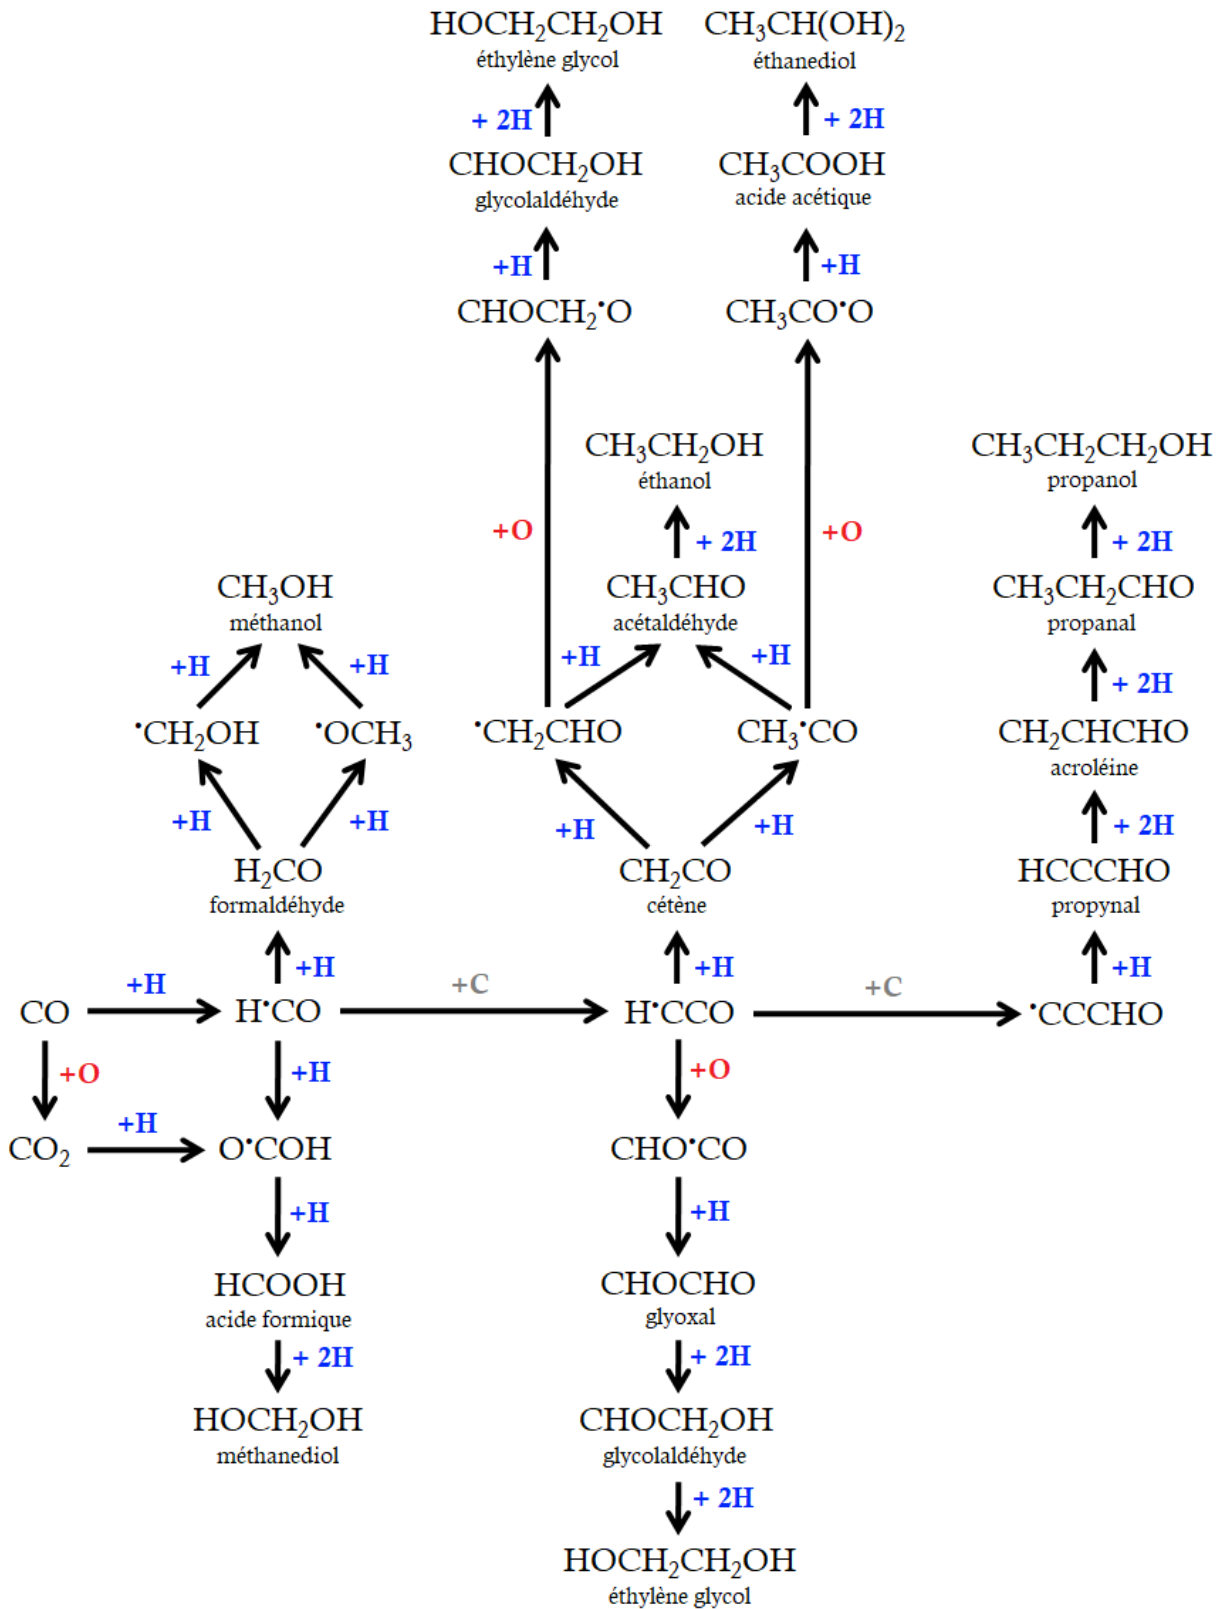 HOCH₂CH₂OH CH₃CH(OH)₂
éthylène glycol éthanediol
+ 2H + 2H
CHOCH₂OH CH₃COOH
glycolaldéhyde acide acétique
+H +H
CHOCH₂•O CH₃CO•O
CH₃CH₂OH CH₃CH₂CH₂OH
éthanol propanol
+O + 2H +O + 2H
CH₃OH CH₃CHO CH₃CH₂CHO
méthanol acétaldéhyde propanal
+H +H +H +H + 2H
•CH₂OH •OCH₃ •CH₂CHO CH₃•CO CH₂CHCHO
acroléine
+H +H +H +H + 2H
H₂CO CH₂CO HCCCHO
formaldéhyde cétène propynal
+H +H +H
+H +C +C
CO H•CO H•CCO •CCCHO
+O +H +O
+H
CO₂ O•COH CHO•CO
+H +H
HCOOH CHOCHO
acide formique glyoxal
+ 2H + 2H
HOCH₂OH CHOCH₂OH
méthanediol glycolaldéhyde
+ 2H
HOCH₂CH₂OH
éthylène glycol